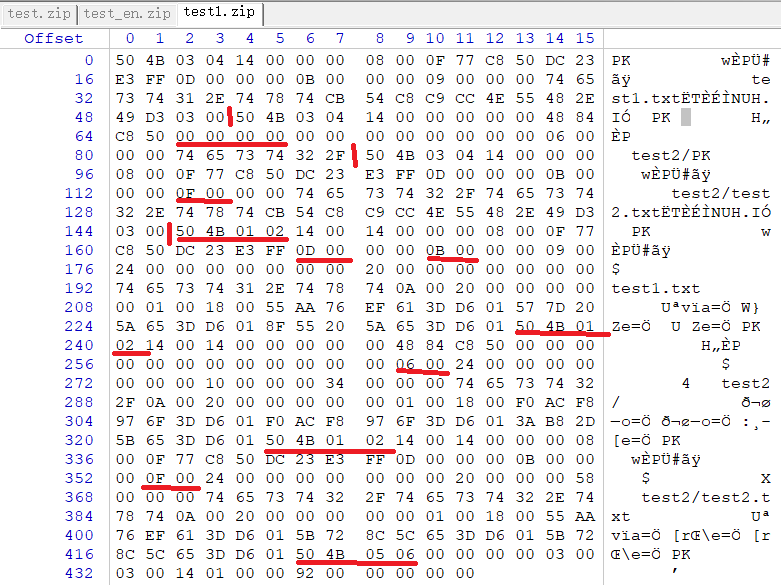 test.zip test_en.zip test1.zip
Offset 0 1 2 3 4 5 6 7 8 9 10 11 12 13 14 15
0 50 4B 03 04 14 00 00 00 08 00 0F 77 C8 50 DC 23 PK wÈPÜ#
16 E3 FF 0D 00 00 00 0B 00 00 00 09 00 00 00 74 65 ãÿ te
32 73 74 31 2E 74 78 74 CB 54 C8 C9 CC 4E 55 48 2E st1.txtËTÈÉÌNUH.
48 49 D3 03 00 50 4B 03 04 14 00 00 00 00 00 48 84 IÓ PK H„
64 C8 50 00 00 00 00 00 00 00 00 00 00 00 00 06 00 ÈP
80 00 00 74 65 73 74 32 2F 50 4B 03 04 14 00 00 00 test2/PK
96 08 00 0F 77 C8 50 DC 23 E3 FF 0D 00 00 00 0B 00 wÈPÜ#ãÿ
112 00 00 0F 00 00 00 74 65 73 74 32 2F 74 65 73 74 test2/test
128 32 2E 74 78 74 CB 54 C8 C9 CC 4E 55 48 2E 49 D3 2.txtËTÈÉÌNUH.IÓ
144 03 00 50 4B 01 02 14 00 14 00 00 00 08 00 0F 77 PK w
160 C8 50 DC 23 E3 FF 0D 00 00 00 0B 00 00 00 09 00 ÈPÜ#ãÿ
176 24 00 00 00 00 00 00 00 20 00 00 00 00 00 00 00 $
192 74 65 73 74 31 2E 74 78 74 0A 00 20 00 00 00 00 test1.txt
208 00 01 00 18 00 55 AA 76 EF 61 3D D6 01 57 7D 20 Uªvïa=Ö W}
224 5A 65 3D D6 01 8F 55 20 5A 65 3D D6 01 50 4B 01 Ze=Ö U Ze=Ö PK
240 02 14 00 14 00 00 00 00 00 48 84 C8 50 00 00 00 H„ÈP
256 00 00 00 00 00 00 00 00 00 06 00 24 00 00 00 00 $
272 00 00 00 10 00 00 00 34 00 00 00 74 65 73 74 32 4 test2
288 2F 0A 00 20 00 00 00 00 00 01 00 18 00 F0 AC F8 / ð¬ø
304 97 6F 3D D6 01 F0 AC F8 97 6F 3D D6 01 3A B8 2D —o=Ö ð¬ø—o=Ö :¸-
320 5B 65 3D D6 01 50 4B 01 02 14 00 14 00 00 00 08 [e=Ö PK
336 00 0F 77 C8 50 DC 23 E3 FF 0D 00 00 00 0B 00 00 wÈPÜ#ãÿ
352 00 0F 00 24 00 00 00 00 00 00 00 20 00 00 00 58 $ X
368 00 00 00 74 65 73 74 32 2F 74 65 73 74 32 2E 74 test2/test2.t
384 78 74 0A 00 20 00 00 00 00 00 01 00 18 00 55 AA xt Uª
400 76 EF 61 3D D6 01 5B 72 8C 5C 65 3D D6 01 5B 72 vïa=Ö [rŒ\e=Ö [r
416 8C 5C 65 3D D6 01 50 4B 05 06 00 00 00 00 03 00 Œ\e=Ö PK
432 03 00 14 01 00 00 92 00 00 00 00 00 ’